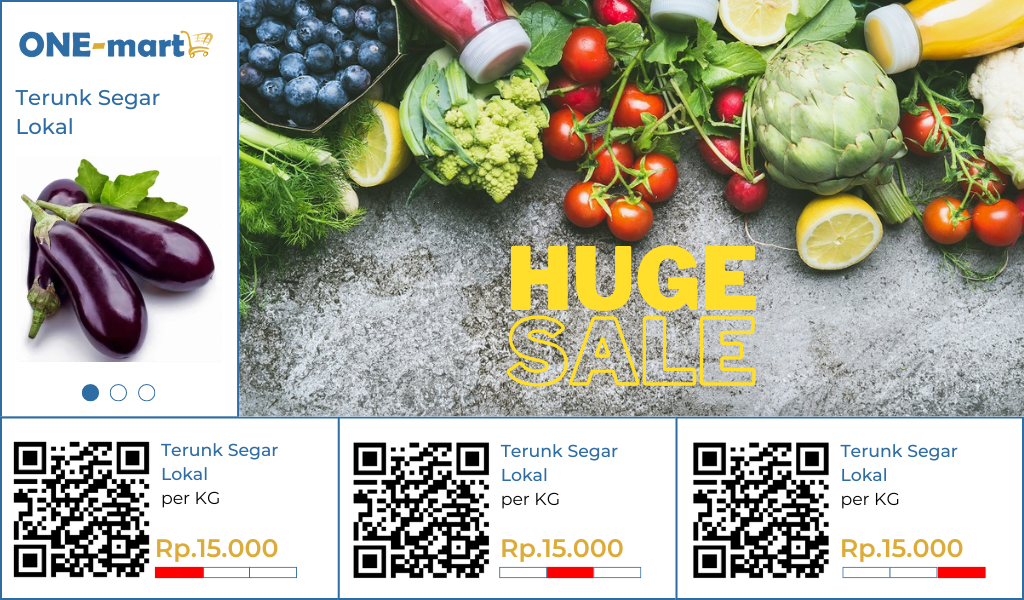 ONE-mart
Terunk Segar
Lokal
HUGE
SALE
Terunk Segar
Lokal
per KG
Rp.15.000
Terunk Segar
Lokal
per KG
Rp.15.000
Terunk Segar
Lokal
per KG
Rp.15.000